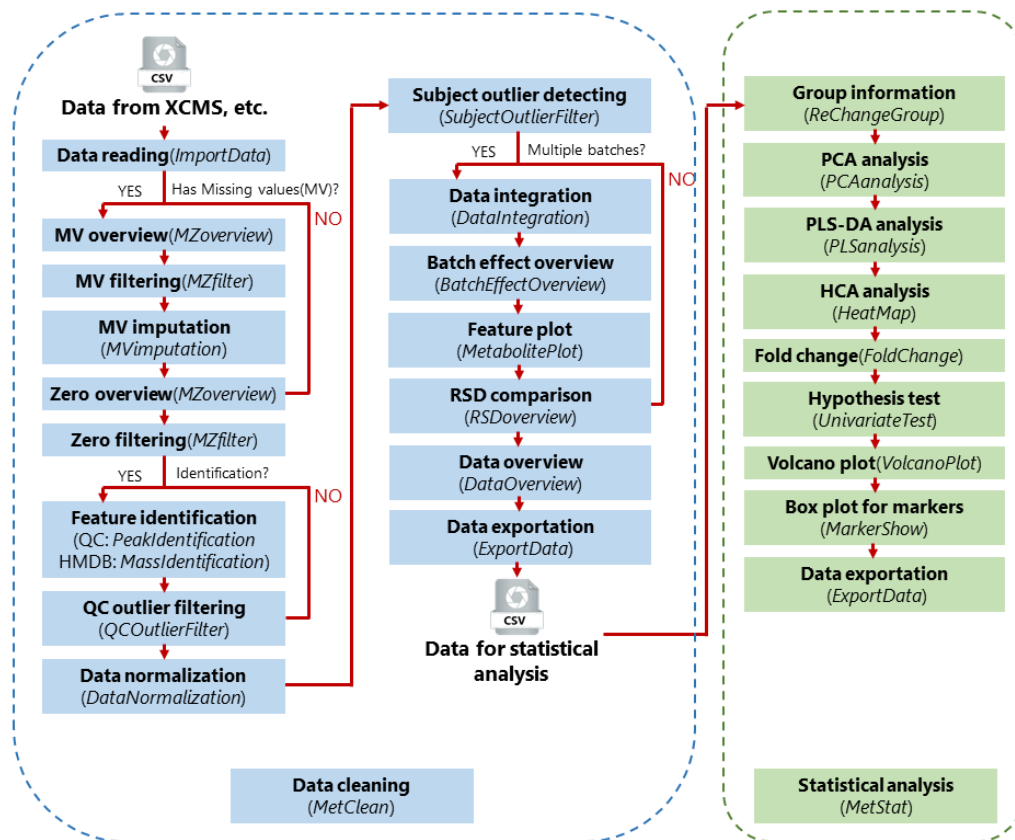 CSV
Data from XCMS, etc.
Data reading(ImportData)
YES
Has Missing values(MV)?
NO
MV overview(MZoverview)
MV filtering(MZfilter)
MV imputation
(MVimputation)
Zero overview(MZoverview)
Zero filtering(MZfilter)
YES
Identification?
NO
Feature identification
(QC: PeakIdentification
HMDB: MassIdentification)
QC outlier filtering
(QCOutlierFilter)
Data normalization
(DataNormalization)
Subject outlier detecting
(SubjectOutlierFilter)
YES
Multiple batches?
NO
Data integration
(DataIntegration)
Batch effect overview
(BatchEffectOverview)
Feature plot
(MetabolitePlot)
RSD comparison
(RSDoverview)
Data overview
(DataOverview)
Data exportation
(ExportData)
CSV
Data for statistical
analysis
Data cleaning
(MetClean)
Group information
(ReChangeGroup)
PCA analysis
(PCAanalysis)
PLS-DA analysis
(PLSanalysis)
HCA analysis
(HeatMap)
Fold change(FoldChange)
Hypothesis test
(UnivariateTest)
Volcano plot(VolcanoPlot)
Box plot for markers
(MarkerShow)
Data exportation
(ExportData)
Statistical analysis
(MetStat)